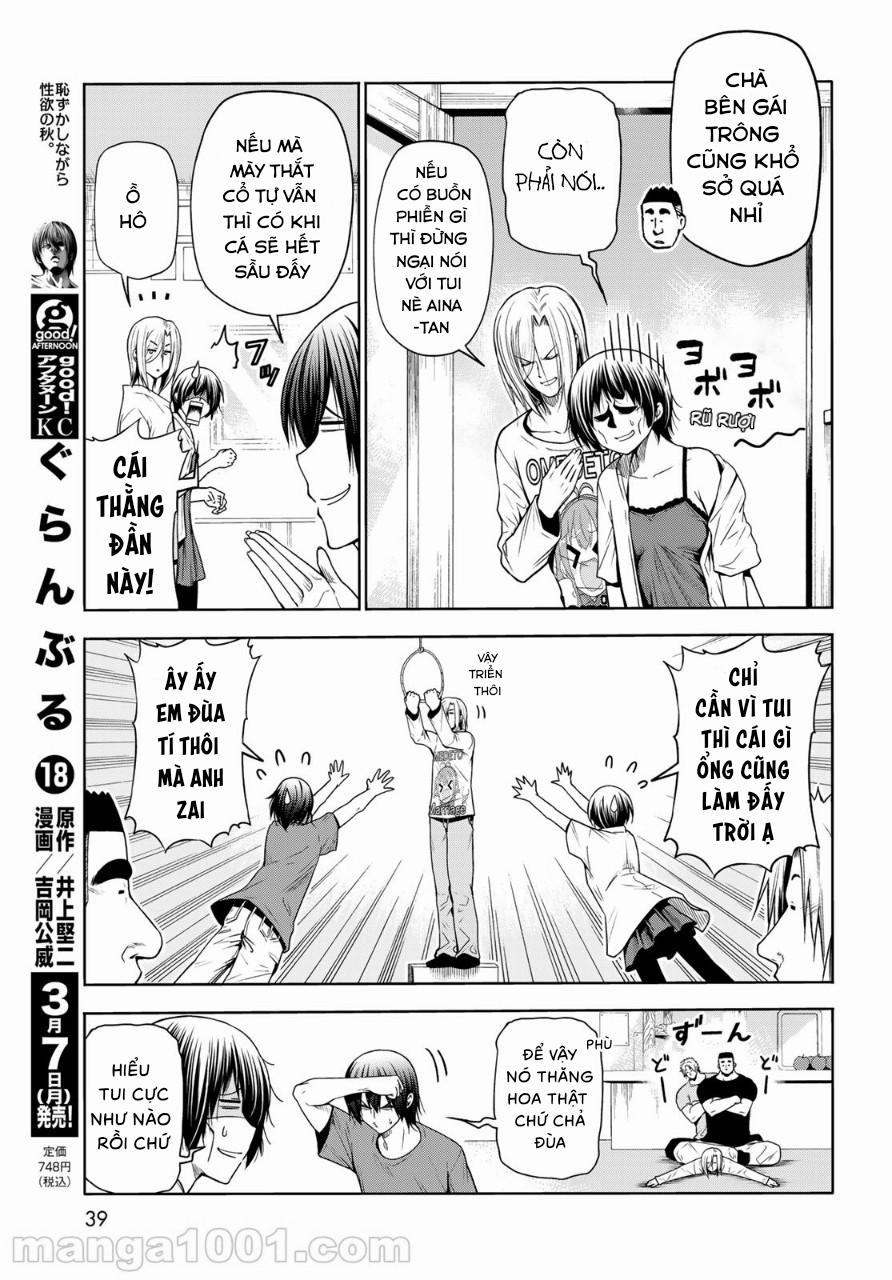 CHÀ
BÊN GÁI
TRÔNG
CŨNG KHỔ
SỞ QUÁ
NHỈ
CÒN
PHẢI NÓI..
NẾU
CÓ BUỒN
PHIỀN GÌ
THÌ ĐỪNG
NGẠI NÓI
VỚI TUI
NÈ AINA
-TAN
ヨボ
ヨボ
RŨ RƯỢI
OMEDETO
NẾU MÀ
MÀY THẮT
CỔ TỰ VẪN
THÌ CÓ KHI
CÁ SẼ HẾT
SẦU ĐẤY
Ồ
HÔ
CÁI
THẰNG
ĐẦN
NÀY!
CHỈ
CẦN VÌ TUI
THÌ CÁI GÌ
ỔNG CŨNG
LÀM ĐẤY
TRỜI Ạ
VẬY
TRIỂN
THÔI
OMEDETO
Marriage
ÂY ẤY
EM ĐÙA
TÍ THÔI
MÀ ANH
ZAI
ずーん
ど
ど
PHÙ
ĐỂ VẬY
NÓ THĂNG
HOA THẬT
CHỨ CHẢ
ĐÙA
HIỂU
TUI CỰC
NHƯ NÀO
RỒI CHỨ
恥ずかしながら
性欲の秋。
good!
AFTERNOON
good!
アフタヌーン
KC
ぐらんぶる
18
原作/井上堅二
漫画/吉岡公威
3月7日(月)発売!
定価
748円
(税込)
39
manga1001.com